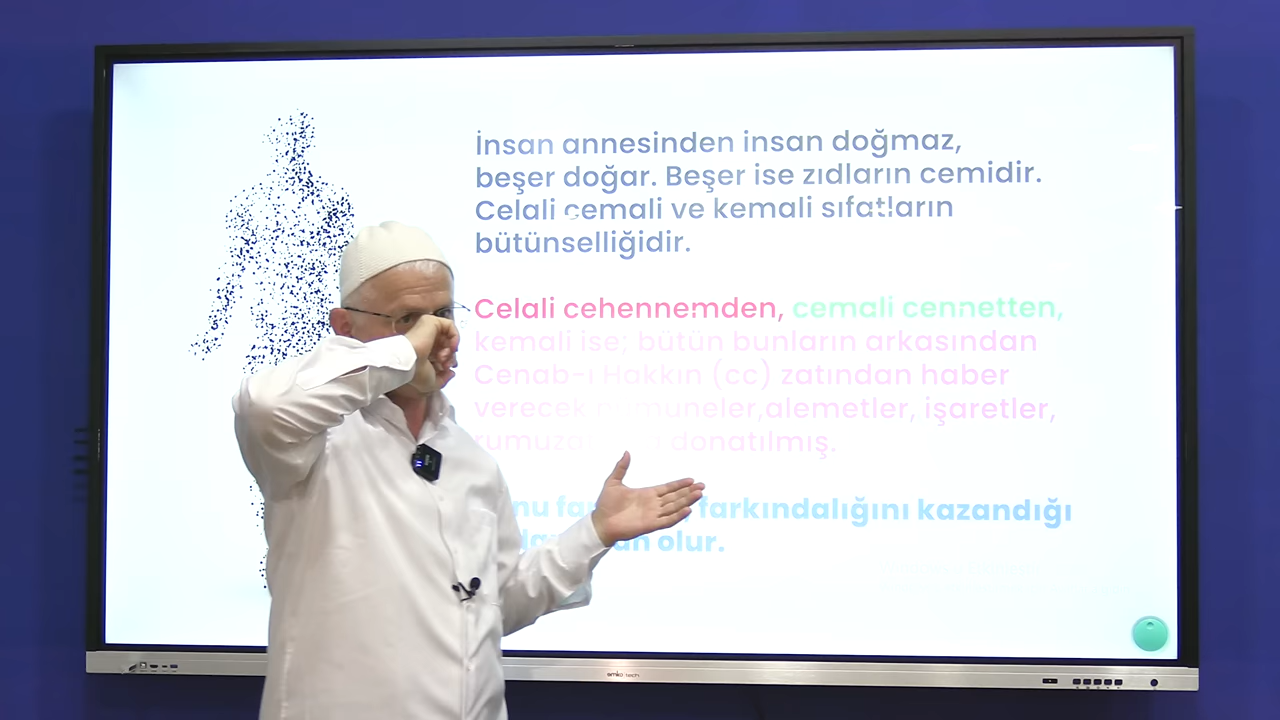 İnsan annesinden insan doğmaz,
beşer doğar. Beşer ise zıdların cemidir.
Celali cemali ve kemali sıfatların
bütünselliğidir.
Celali cehennemden, cemali cennetten,
kemali ise; bütün bunların arkasından
Cenab-ı Hakkın (cc) zatından haber
verecek alemetler, işaretler,
donatılmış.
farkındalığını kazandığı
olur.